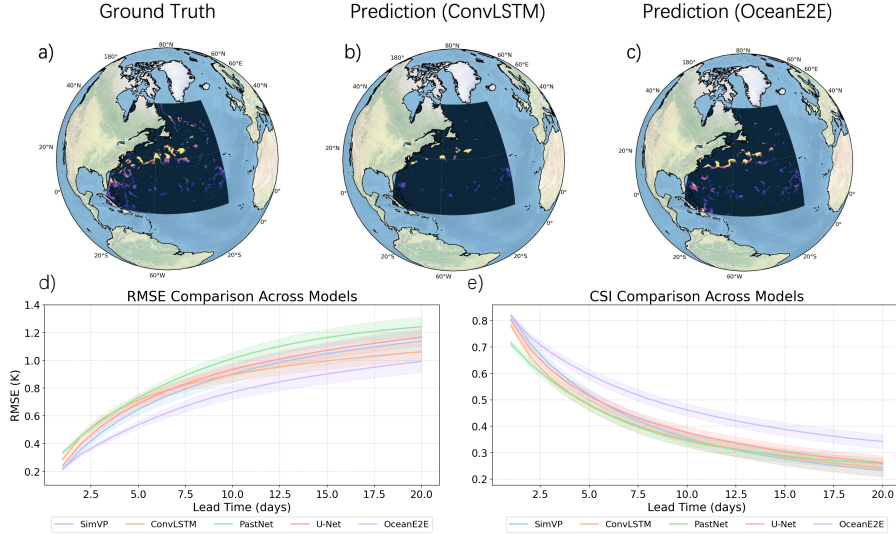 Ground Truth
Prediction (ConvLSTM)
Prediction (OceanE2E)
a)
b)
c)
180°
80°N
60°N
60°E
40°N
40°N
20°N
20°N
0°
0°
20°S
20°S
60°W
180°
80°N
60°N
60°E
40°N
40°N
20°N
20°N
0°
0°
20°S
20°S
60°W
180°
80°N
60°N
60°E
40°N
40°N
20°N
20°N
0°
0°
20°S
20°S
60°W
d)
RMSE Comparison Across Models
1.4
1.2
1.0
0.8
0.6
0.4
0.2
RMSE (K)
2.5 5.0 7.5 10.0 12.5 15.0 17.5 20.0
Lead Time (days)
SimVP ConvLSTM PastNet U-Net OceanE2E
e)
CSI Comparison Across Models
0.8
0.7
0.6
0.5
0.4
0.3
0.2
2.5 5.0 7.5 10.0 12.5 15.0 17.5 20.0
Lead Time (days)
SimVP ConvLSTM PastNet U-Net OceanE2E